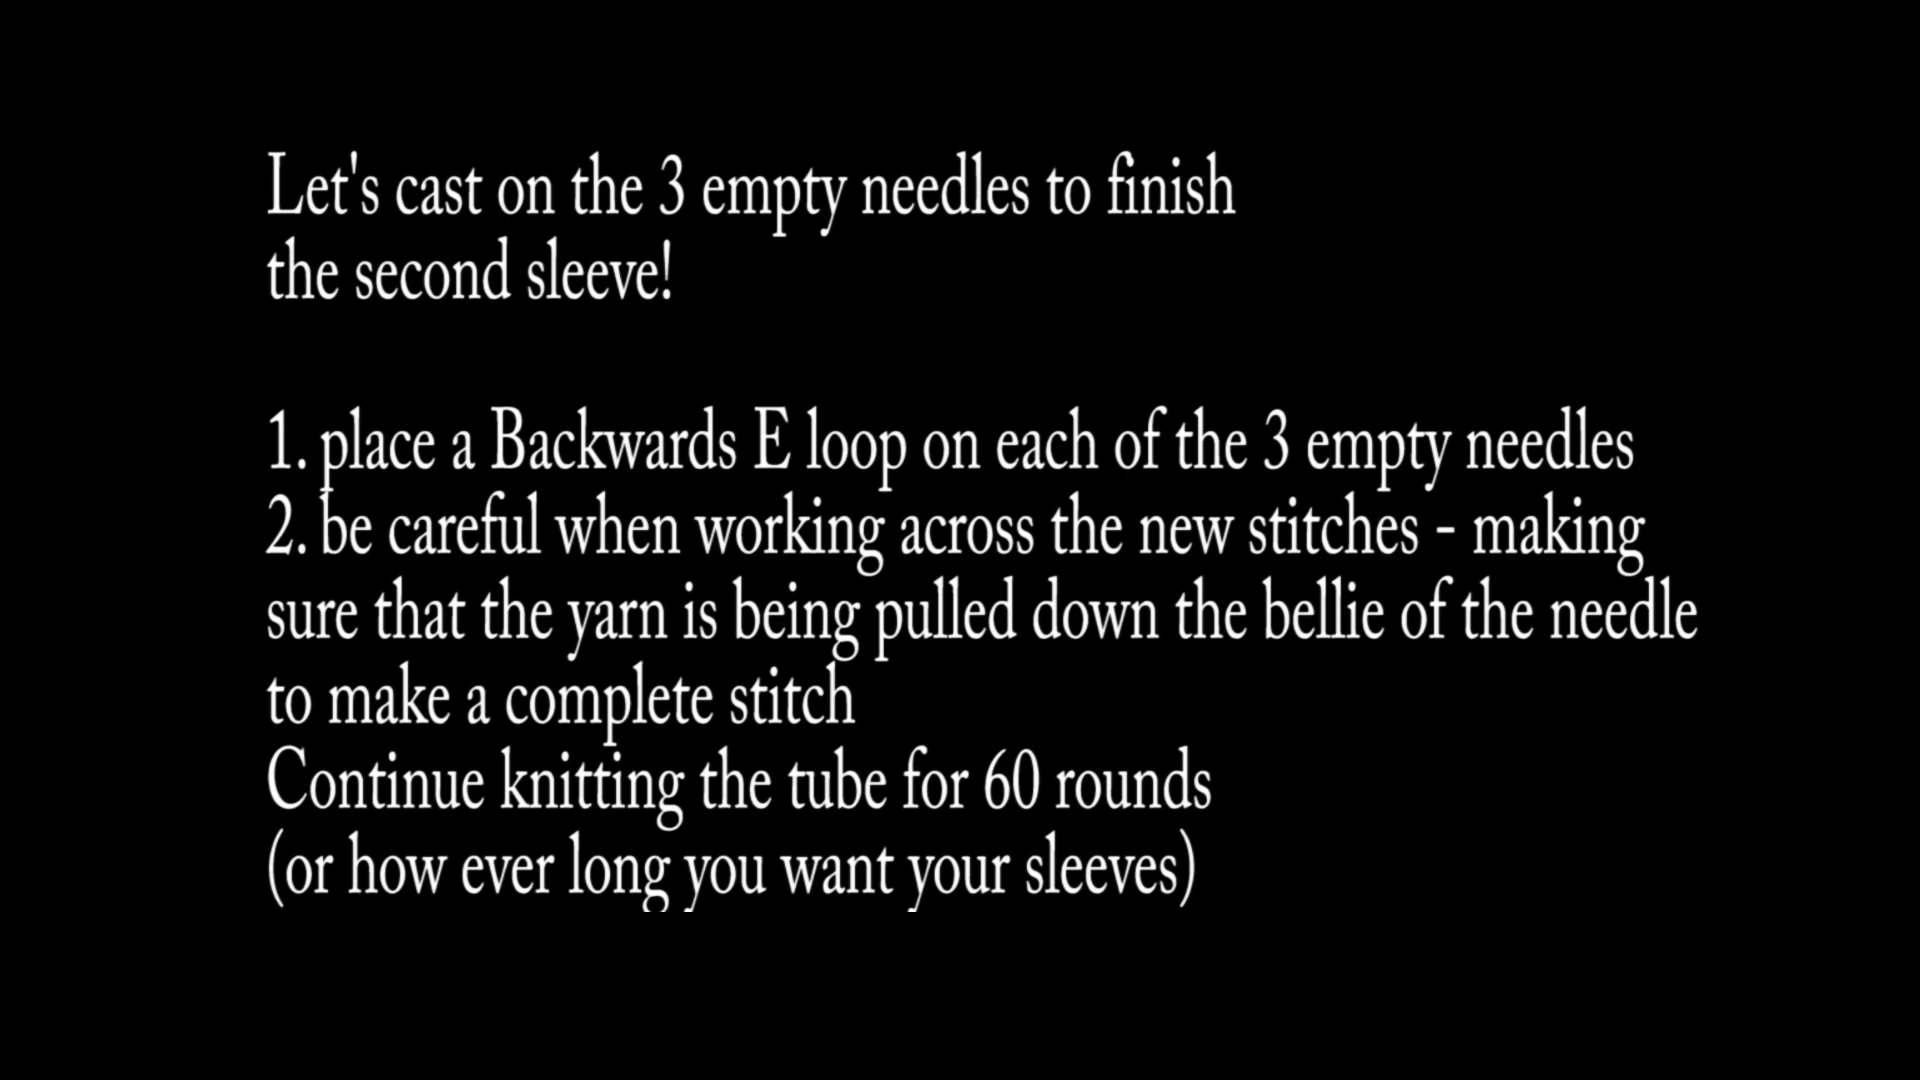 Let's cast on the 3 empty needles to finish
the second sleeve!
1. place a Backwards E loop on each of the 3 empty needles
2. be careful when working across the new stitches - making
sure that the yarn is being pulled down the bellie of the needle
to make a complete stitch
Continue knitting the tube for 60 rounds
(or how ever long you want your sleeves)